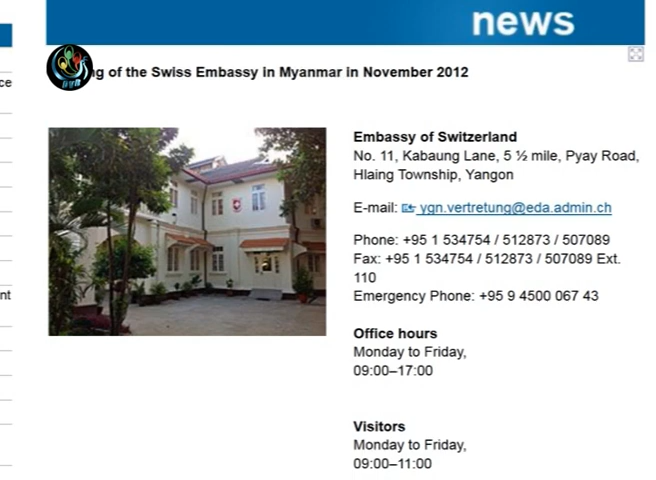 news
ng of the Swiss Embassy in Myanmar in November 2012
ce
Embassy of Switzerland
No. 11, Kabaung Lane, 5 ½ mile, Pyay Road,
Hlaing Township, Yangon
E-mail: ygn.vertretung@eda.admin.ch
Phone: +95 1 534754 / 512873 / 507089
Fax: +95 1 534754 / 512873 / 507089 Ext.
110
nt
Emergency Phone: +95 9 4500 067 43
Office hours
Monday to Friday,
09:00–17:00
Visitors
Monday to Friday,
09:00–11:00